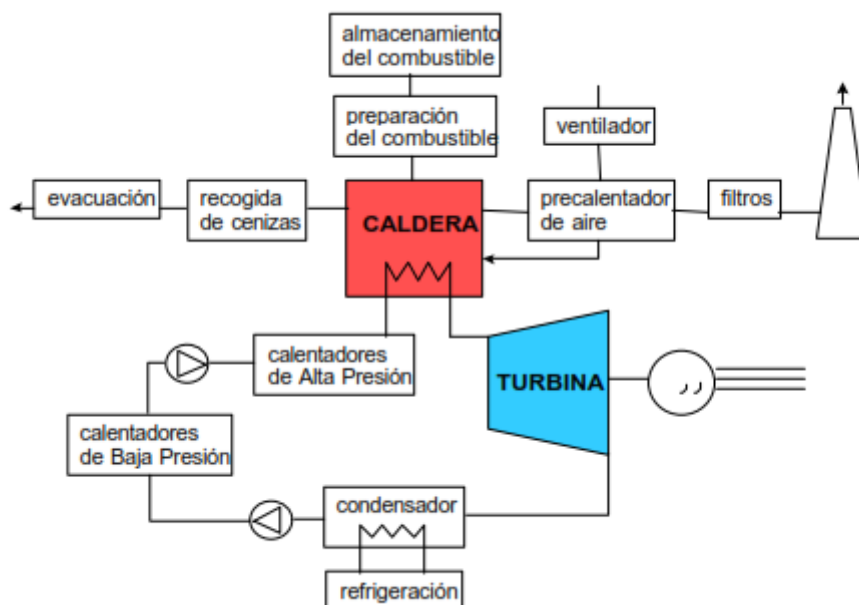 almacenamiento
del combustible
preparación
del combustible
ventilador
evacuación
recogida
de cenizas
CALDERA
precalentador
de aire
filtros
calentadores
de Alta Presión
TURBINA
calentadores
de Baja Presión
condensador
refrigeración